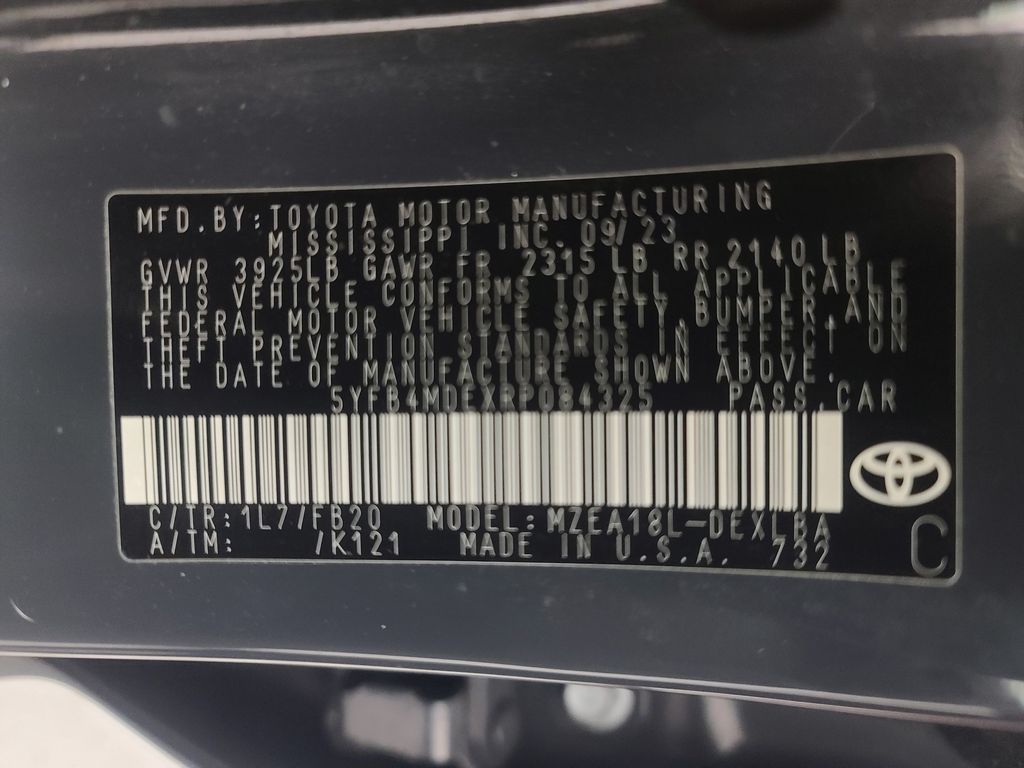 MFD.BY:TOYOTA MOTOR MANUFACTURING
MISSISSIPPI INC. 09/23
GVWR 3925LB GAWR FR 2315 LB RR 2140 LB
THIS VEHICLE CONFORMS TO ALL APPLICABLE
FEDERAL MOTOR VEHICLE SAFETY,BUMPER,AND
THEFT PREVENTION STANDARDS IN EFFECT ON
THE DATE OF MANUFACTURE SHOWN ABOVE.
5YFB4MDEXRP084325 PASS.CAR
C/TR:1L7/FB20 MODEL:MZEA18L-DEXLBA
A/TM: /K121 MADE IN U.S.A. 732
C